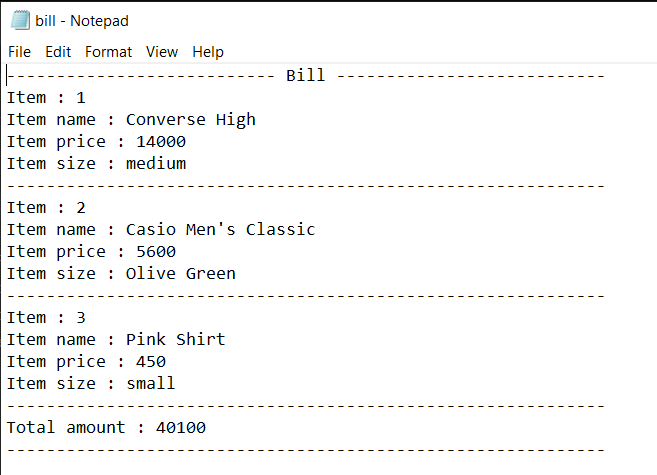 bill - Notepad
File Edit Format View Help
--------------------------- Bill ---------------------------
Item : 1
Item name : Converse High
Item price : 14000
Item size : medium
------------------------------------------------------------
Item : 2
Item name : Casio Men's Classic
Item price : 5600
Item size : Olive Green
------------------------------------------------------------
Item : 3
Item name : Pink Shirt
Item price : 450
Item size : small
------------------------------------------------------------
Total amount : 40100
------------------------------------------------------------